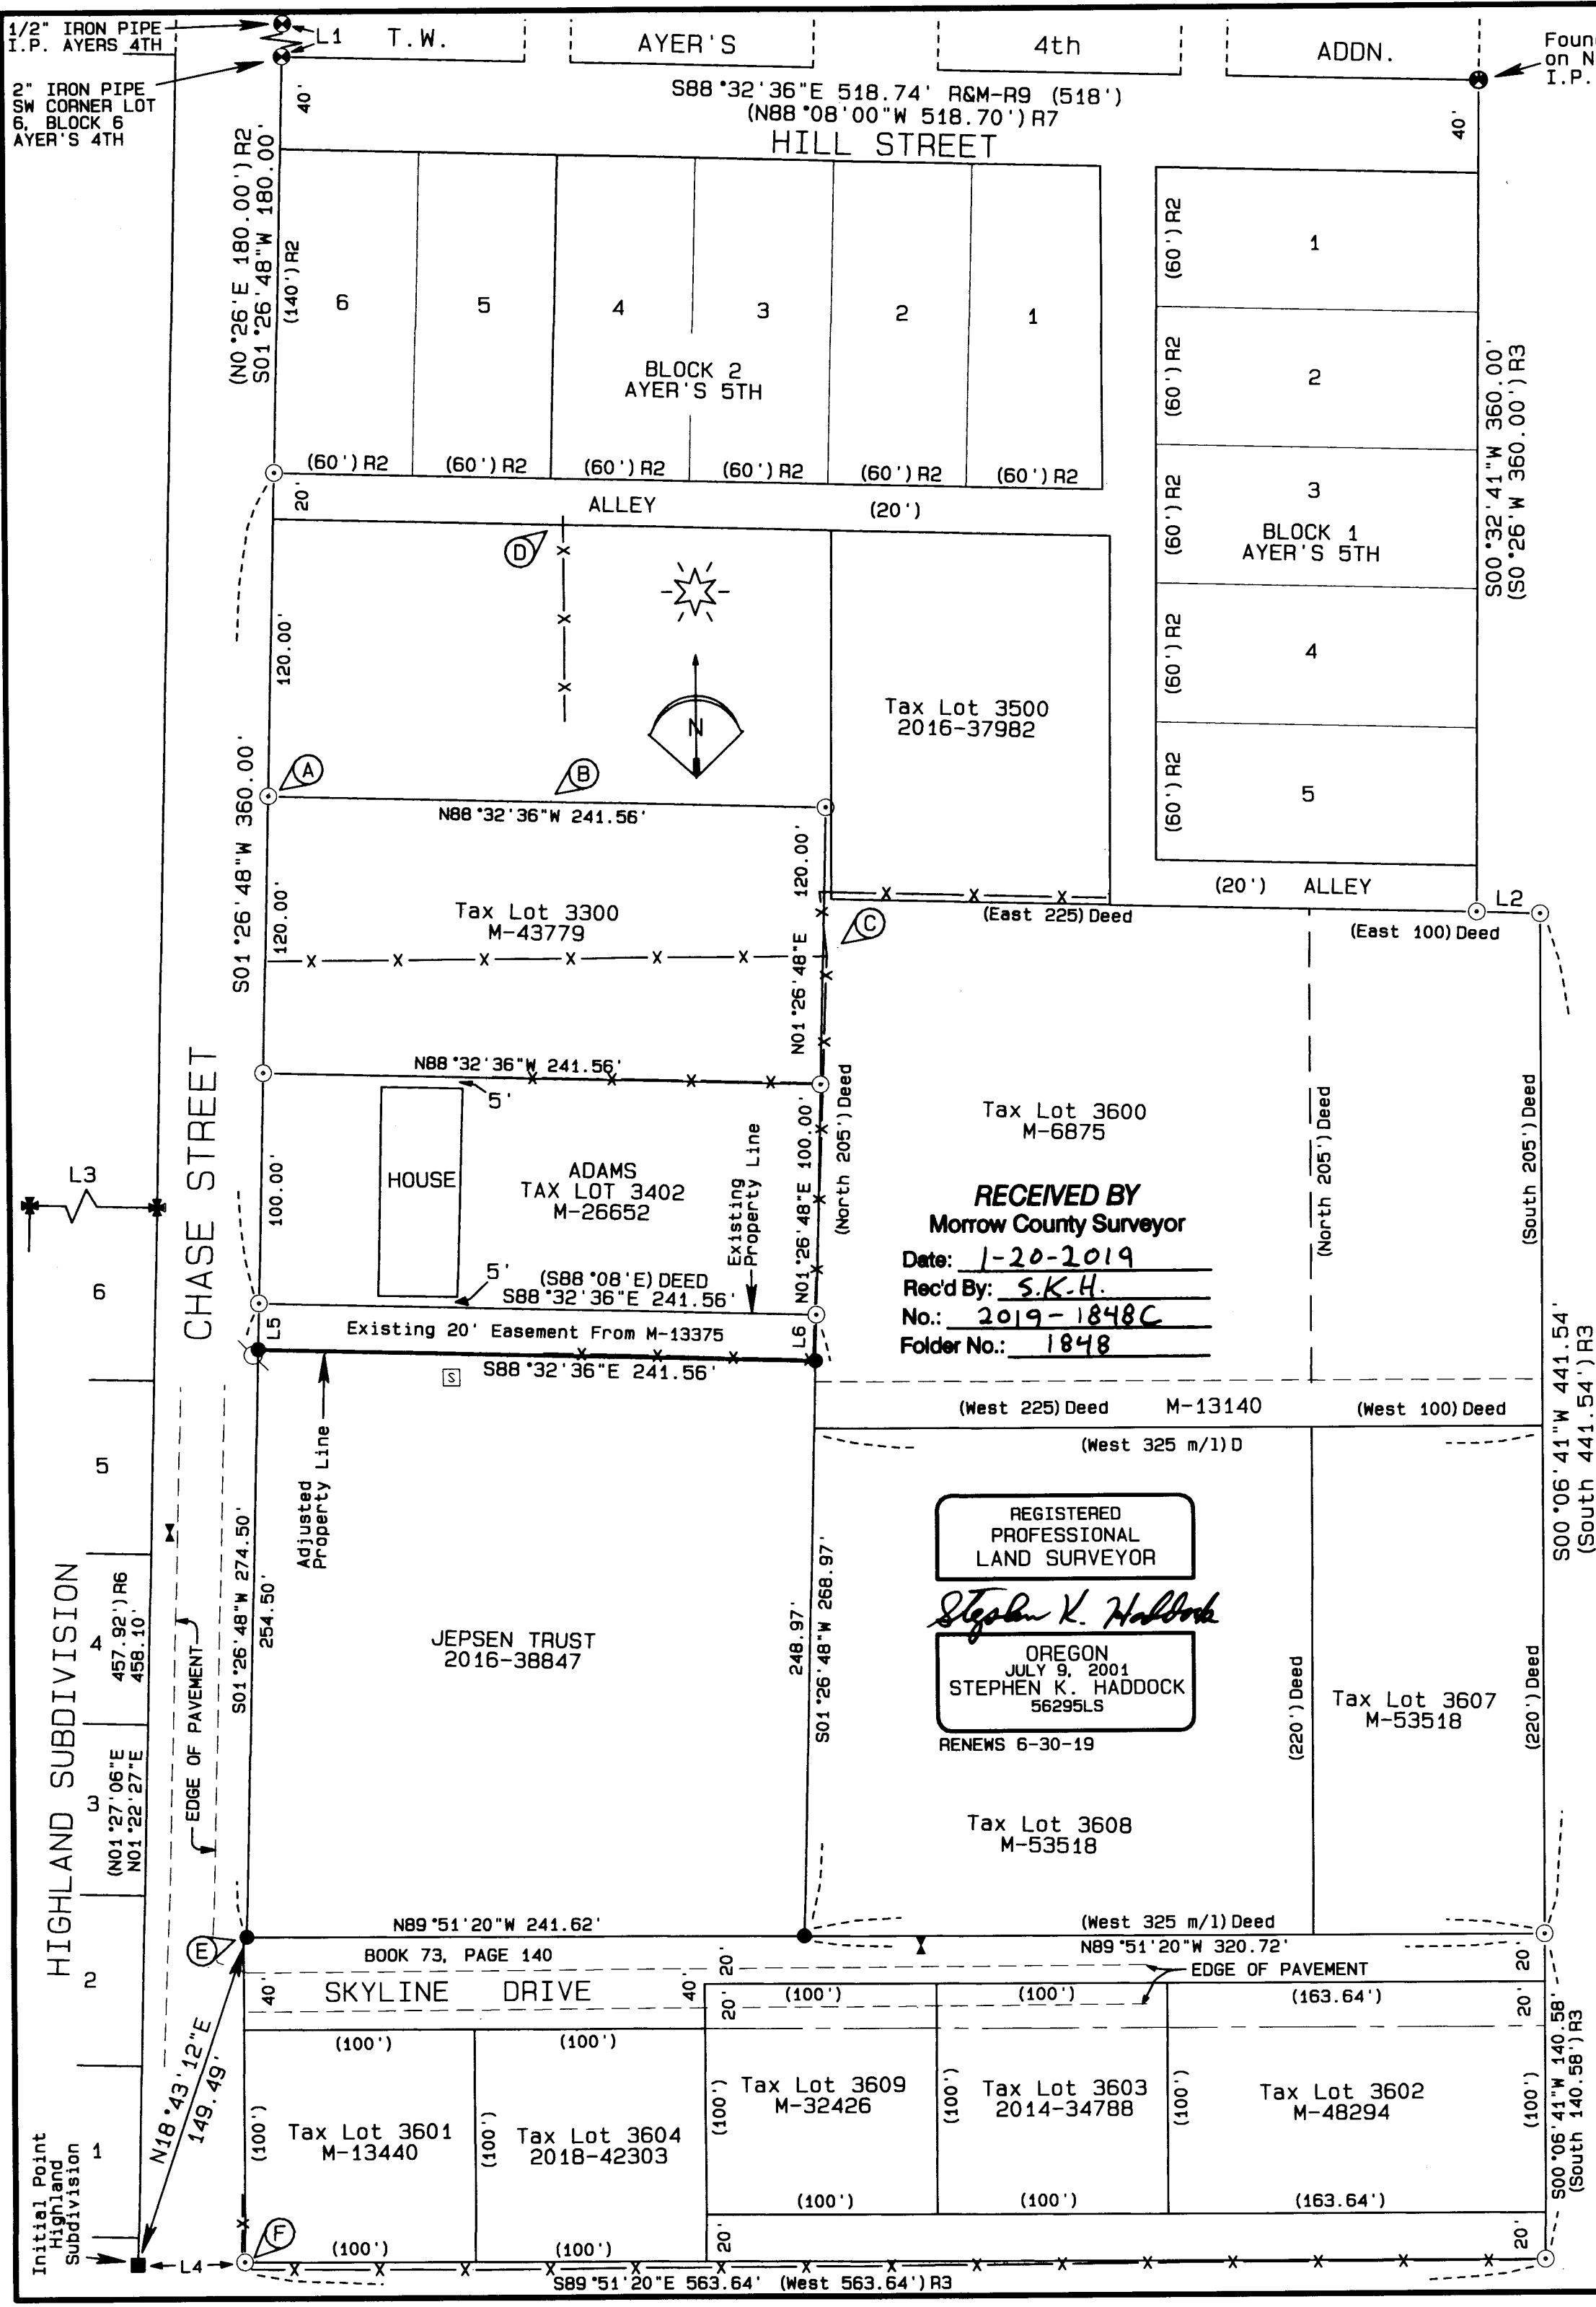 1/2" IRON PIPE
I.P. AYERS 4TH
L1
T.W.
AYER'S
4th
ADDN.
Foun
on N
I.P.
2" IRON PIPE
SW CORNER LOT
6, BLOCK 6
AYER'S 4TH
40'
S88°32'36"E 518.74' R&M-R9 (518')
(N88°08'00"W 518.70')R7
HILL STREET
40'
(N0°26'E 180.00')R2
S01°26'48"W 180.00'
(140')R2
6
5
4
3
2
1
BLOCK 2
AYER'S 5TH
(60')R2
(60')R2
(60')R2
(60')R2
(60')R2
(60')R2
(60')R2
1
(60')R2
2
(60')R2
3
BLOCK 1
AYER'S 5TH
(60')R2
4
(60')R2
5
S00°32'41"W 360.00'
(S0°26'W 360.00')R3
20'
ALLEY
(20')
D
120.00'
N
Tax Lot 3500
2016-37982
A
B
S01°26'48"W 360.00'
N88°32'36"W 241.56'
120.00'
(20')
ALLEY
L2
(East 225)Deed
(East 100)Deed
Tax Lot 3300
M-43779
C
120.00'
N01°26'48"E
CHASE STREET
N88°32'36"W 241.56'
5'
(North 205')Deed
Tax Lot 3600
M-6875
(North 205')Deed
(South 205')Deed
L3
100.00'
HOUSE
ADAMS
TAX LOT 3402
M-26652
Existing
Property Line
N01°26'48"E 100.00'
RECEIVED BY
Morrow County Surveyor
Date: 1-20-2019
Rec'd By: S.K.H.
No.: 2019-1848C
Folder No.: 1848
5'
(S88°08'E)DEED
S88°32'36"E 241.56'
L5
Existing 20' Easement From M-13375
L6
S
S88°32'36"E 241.56'
Adjusted
Property Line
(West 225)Deed
M-13140
(West 100)Deed
(West 325 m/l)D
S00°06'41"W 441.54'
(South 441.54')R3
6
5
4
3
2
1
HIGHLAND SUBDIVISION
457.92')R6
458.10'
(N01°27'06"E
N01°22'27"E
EDGE OF PAVEMENT
S01°26'48"W 274.50'
254.50'
JEPSEN TRUST
2016-38847
248.97'
S01°26'48"W 268.97'
REGISTERED
PROFESSIONAL
LAND SURVEYOR
Stephen K. Haddock
OREGON
JULY 9, 2001
STEPHEN K. HADDOCK
56295LS
RENEWS 6-30-19
(220')Deed
Tax Lot 3607
M-53518
(220')Deed
Tax Lot 3608
M-53518
N89°51'20"W 241.62'
(West 325 m/l)Deed
N89°51'20"W 320.72'
E
BOOK 73, PAGE 140
20'
EDGE OF PAVEMENT
20'
40'
SKYLINE DRIVE
40'
20'
(100')
(100')
(163.64')
20'
N18°43'12"E
149.49'
(100')
(100')
(100')
Tax Lot 3601
M-13440
(100')
Tax Lot 3604
2018-42303
(100')
Tax Lot 3609
M-32426
(100')
Tax Lot 3603
2014-34788
(100')
Tax Lot 3602
M-48294
(100')
S00°06'41"W 140.58'
(South 140.58')R3
(100')
(100')
(163.64')
Initial Point
Highland
Subdivision
L4
F
(100')
(100')
20'
20'
S89°51'20"E 563.64' (West 563.64')R3